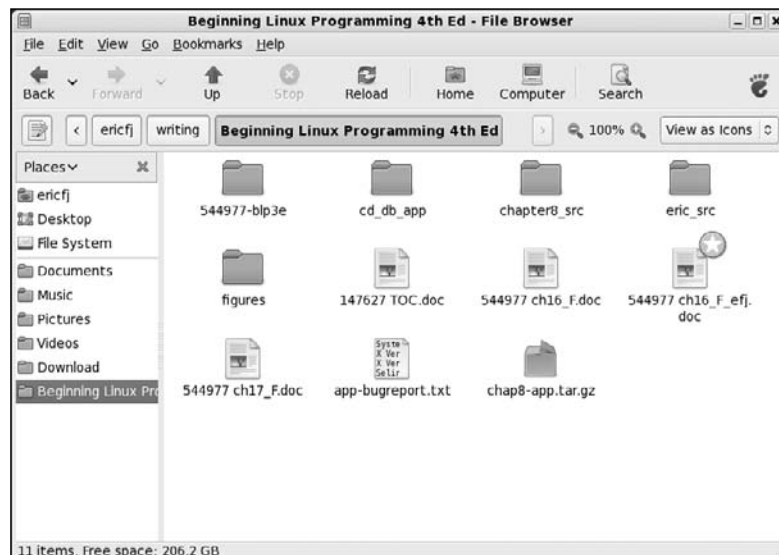 Beginning Linux Programming 4th Ed - File Browser
File Edit View Go Bookmarks Help
Back Forward Up Stop Reload Home Computer Search
ericfj writing Beginning Linux Programming 4th Ed 100% View as Icons
Places
ericfj
Desktop
File System
Documents
Music
Pictures
Videos
Download
Beginning Linux Pro
544977-blp3e cd_db_app chapter8_src eric_src
figures 147627 TOC.doc 544977 ch16_F.doc 544977 ch16_F_efj.
doc
Syste
X Ver
X Ver
Selir
544977 ch17_F.doc app-bugreport.txt chap8-app.tar.gz
11 items, Free space: 206.2 GB